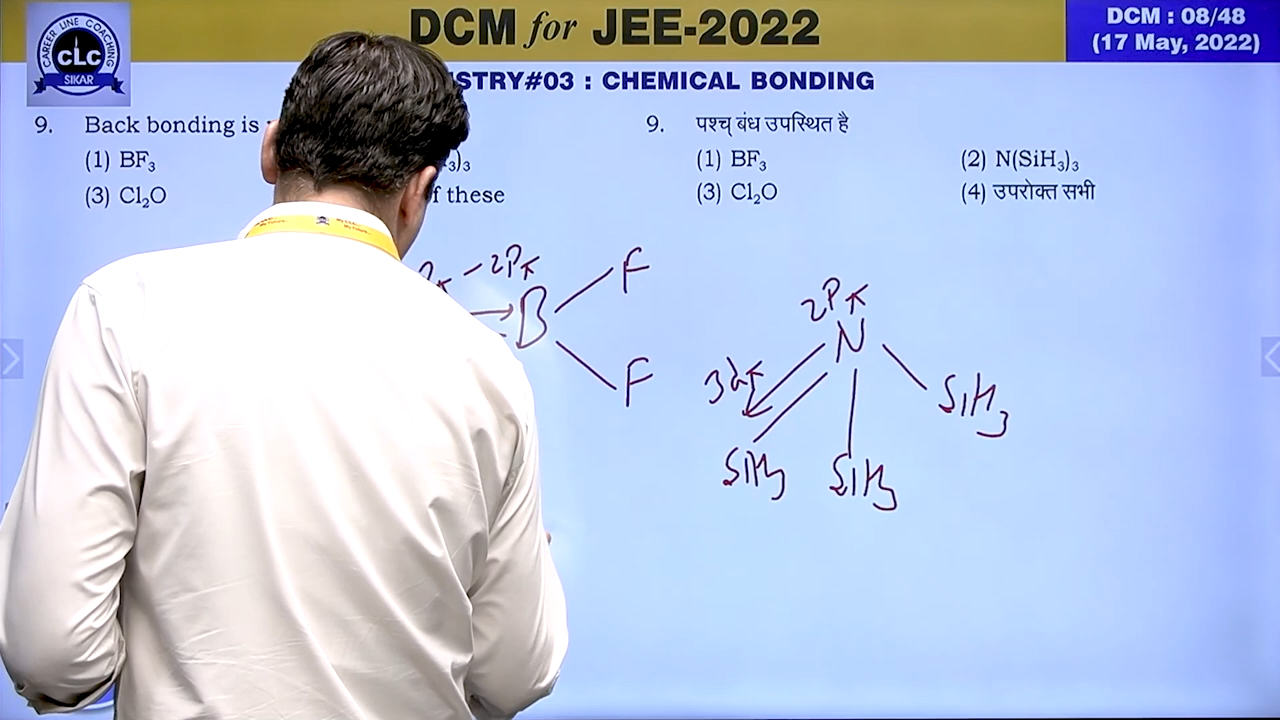 CAREER LINE COACHING
CLC
SIKAR
DCM for JEE-2022
DCM : 08/48
(17 May, 2022)
STRY#03 : CHEMICAL BONDING
9. Back bonding is
(1) BF₃
)₃
(3) Cl₂O
f these
9. पश्च् बंध उपस्थित है
(1) BF₃ (2) N(SiH₃)₃
(3) Cl₂O (4) उपरोक्त सभी
Pπ – 2Pπ
B
F
F
2Pπ
N
3dπ
SiH₃
SiH₃
SiH₃